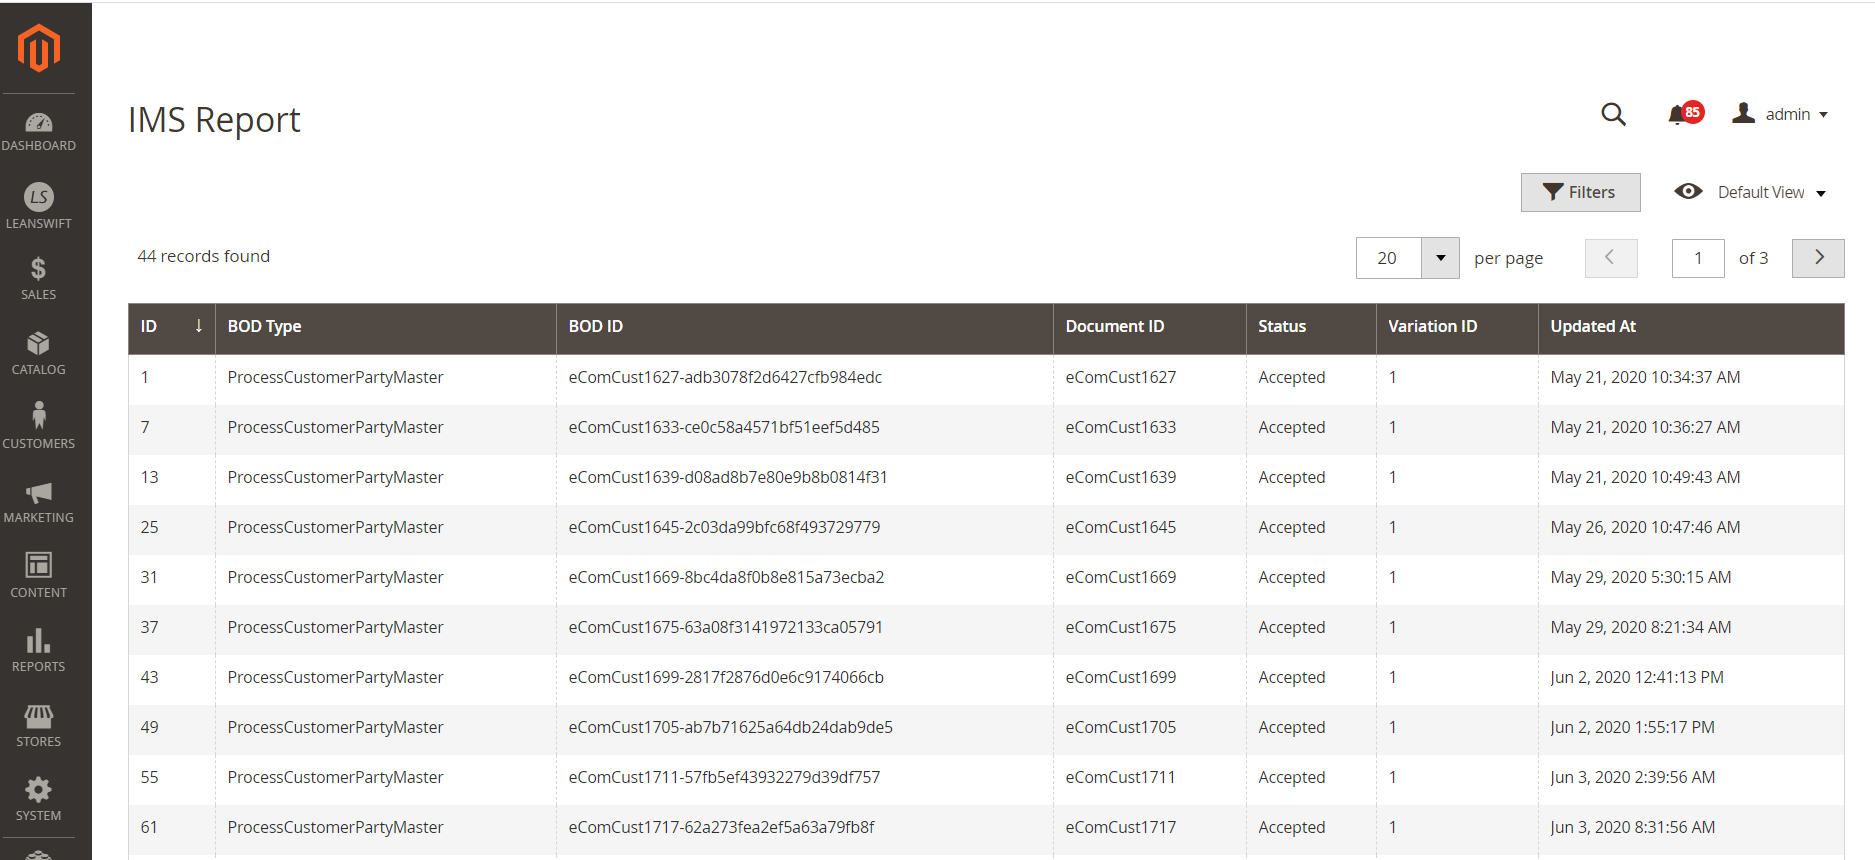 IMS Report
85
admin
Filters
Default View
44 records found
20
per page
1
of 3
DASHBOARD
LS
LEANSWIFT
$
SALES
CATALOG
CUSTOMERS
MARKETING
CONTENT
REPORTS
STORES
SYSTEM
ID ↓ BOD Type BOD ID Document ID Status Variation ID Updated At
1 ProcessCustomerPartyMaster eComCust1627-adb3078f2d6427cfb984edc eComCust1627 Accepted 1 May 21, 2020 10:34:37 AM
7 ProcessCustomerPartyMaster eComCust1633-ce0c58a4571bf51eef5d485 eComCust1633 Accepted 1 May 21, 2020 10:36:27 AM
13 ProcessCustomerPartyMaster eComCust1639-d08ad8b7e80e9b8b0814f31 eComCust1639 Accepted 1 May 21, 2020 10:49:43 AM
25 ProcessCustomerPartyMaster eComCust1645-2c03da99bfc68f493729779 eComCust1645 Accepted 1 May 26, 2020 10:47:46 AM
31 ProcessCustomerPartyMaster eComCust1669-8bc4da8f0b8e815a73ecba2 eComCust1669 Accepted 1 May 29, 2020 5:30:15 AM
37 ProcessCustomerPartyMaster eComCust1675-63a08f3141972133ca05791 eComCust1675 Accepted 1 May 29, 2020 8:21:34 AM
43 ProcessCustomerPartyMaster eComCust1699-2817f2876d0e6c9174066cb eComCust1699 Accepted 1 Jun 2, 2020 12:41:13 PM
49 ProcessCustomerPartyMaster eComCust1705-ab7b71625a64db24dab9de5 eComCust1705 Accepted 1 Jun 2, 2020 1:55:17 PM
55 ProcessCustomerPartyMaster eComCust1711-57fb5ef43932279d39df757 eComCust1711 Accepted 1 Jun 3, 2020 2:39:56 AM
61 ProcessCustomerPartyMaster eComCust1717-62a273fea2ef5a63a79fb8f eComCust1717 Accepted 1 Jun 3, 2020 8:31:56 AM